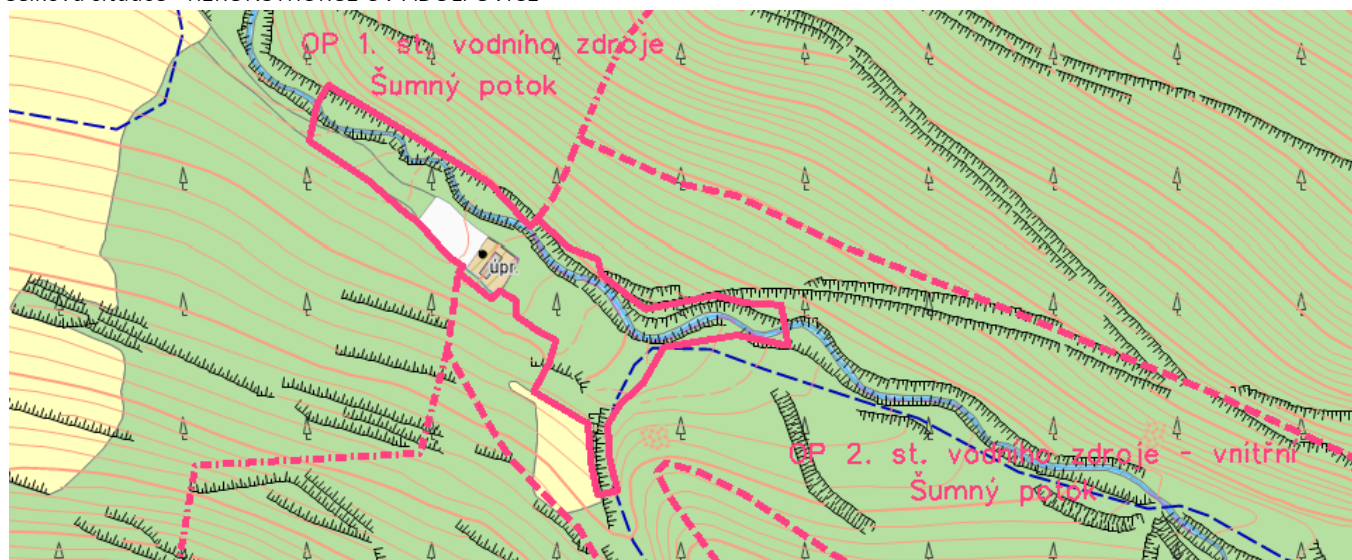 OP 1. st. vodního zdroje
Šumný potok
úpr.
OP 2. st. vodního zdroje - vnitřní
Šumný potok